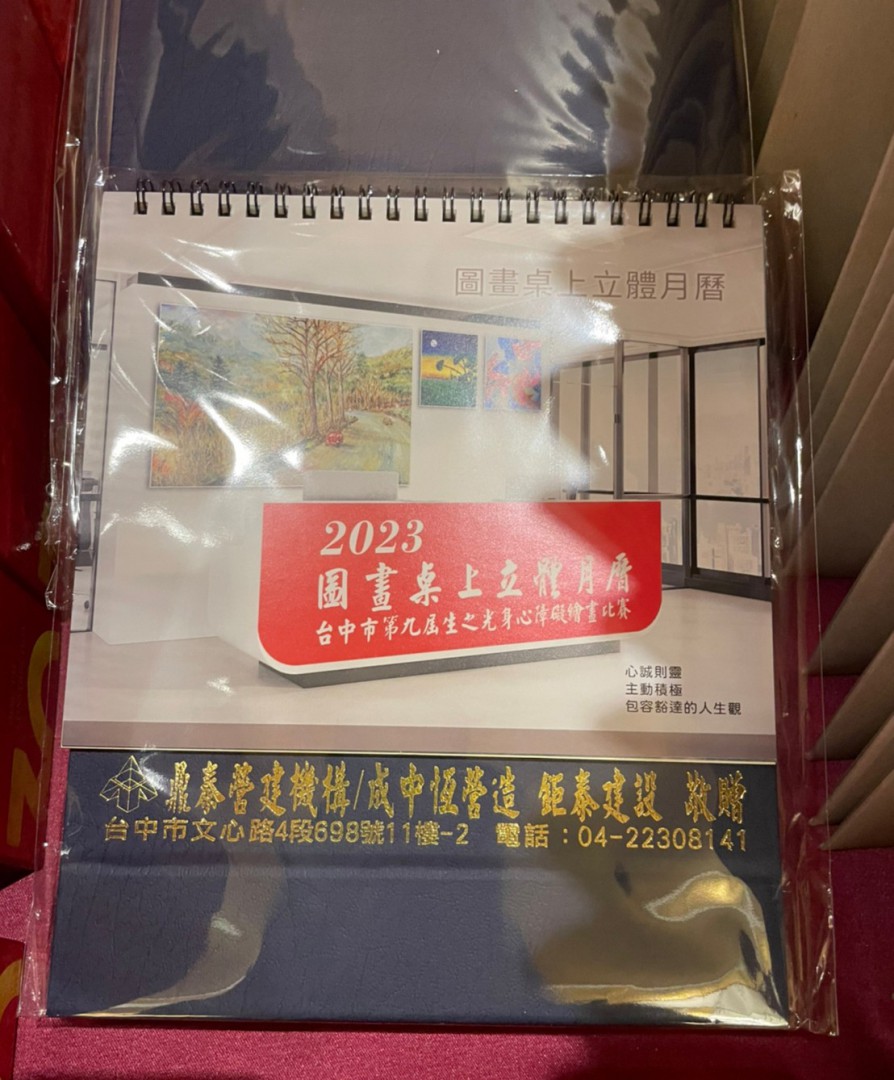 圖畫桌上立體月曆
2023
圖畫桌上立體月曆
台中市第九屆生之光身心障礙繪畫比賽
心誠則靈
主動積極
包容豁達的人生觀
鼎泰營建機構/成中恆營造 鉅泰建設 敬贈
台中市文心路4段698號11樓-2 電話：04-22308141